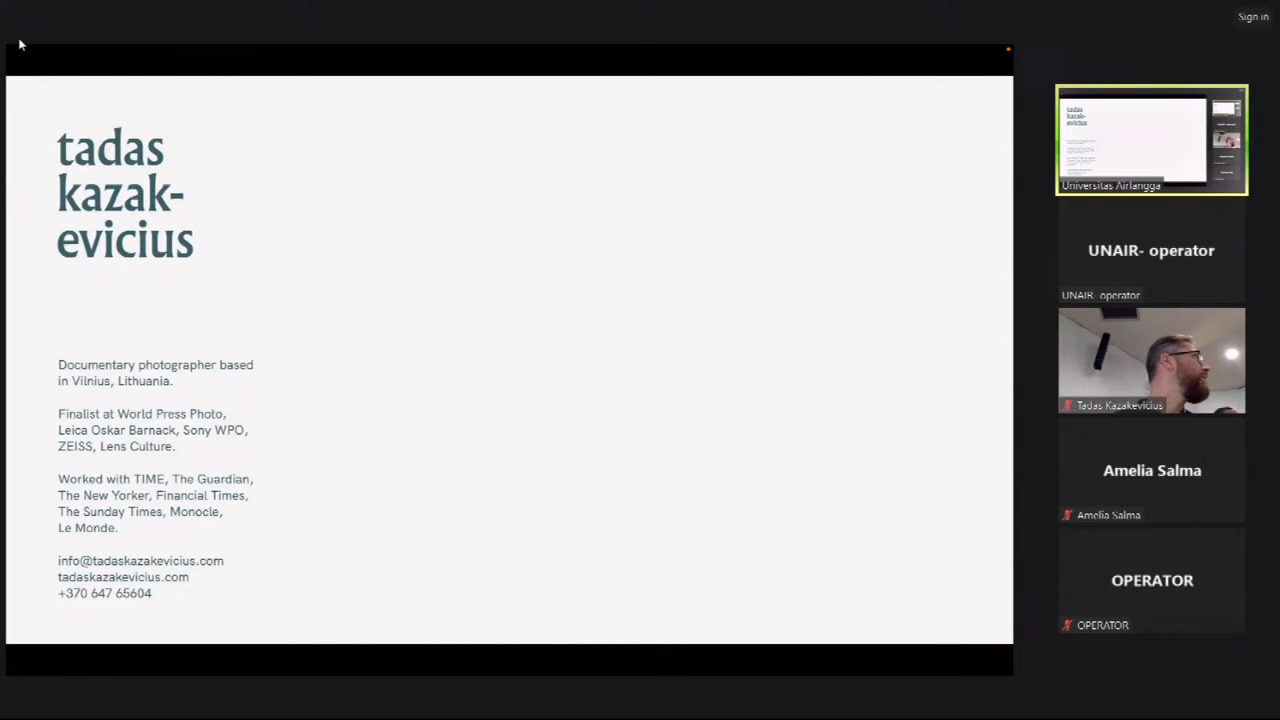 Sign in
tadas
kazak-
evicius
Documentary photographer based
in Vilnius, Lithuania.
Finalist at World Press Photo,
Leica Oskar Barnack, Sony WPO,
ZEISS, Lens Culture.
Worked with TIME, The Guardian,
The New Yorker, Financial Times,
The Sunday Times, Monocle,
Le Monde.
info@tadaskazakevicius.com
tadaskazakevicius.com
+370 647 65604
tadas
kazak-
evicius
Universitas Airlangga
UNAIR- operator
UNAIR- operator
Tadas Kazakevicius
Amelia Salma
Amelia Salma
OPERATOR
OPERATOR